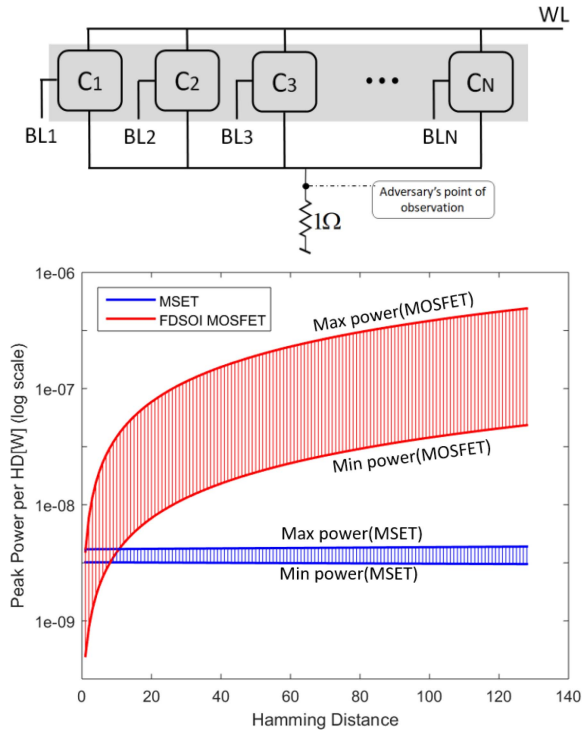 WL
C1 C2 C3 ••• CN
BL1 BL2 BL3 BLN
Adversary's point of
observation
1Ω
1e-06
MSET
FDSOI MOSFET
Max power(MOSFET)
1e-07
Min power(MOSFET)
1e-08
Max power(MSET)
Min power(MSET)
1e-09
Peak Power per HD[W] (log scale)
0 20 40 60 80 100 120 140
Hamming Distance